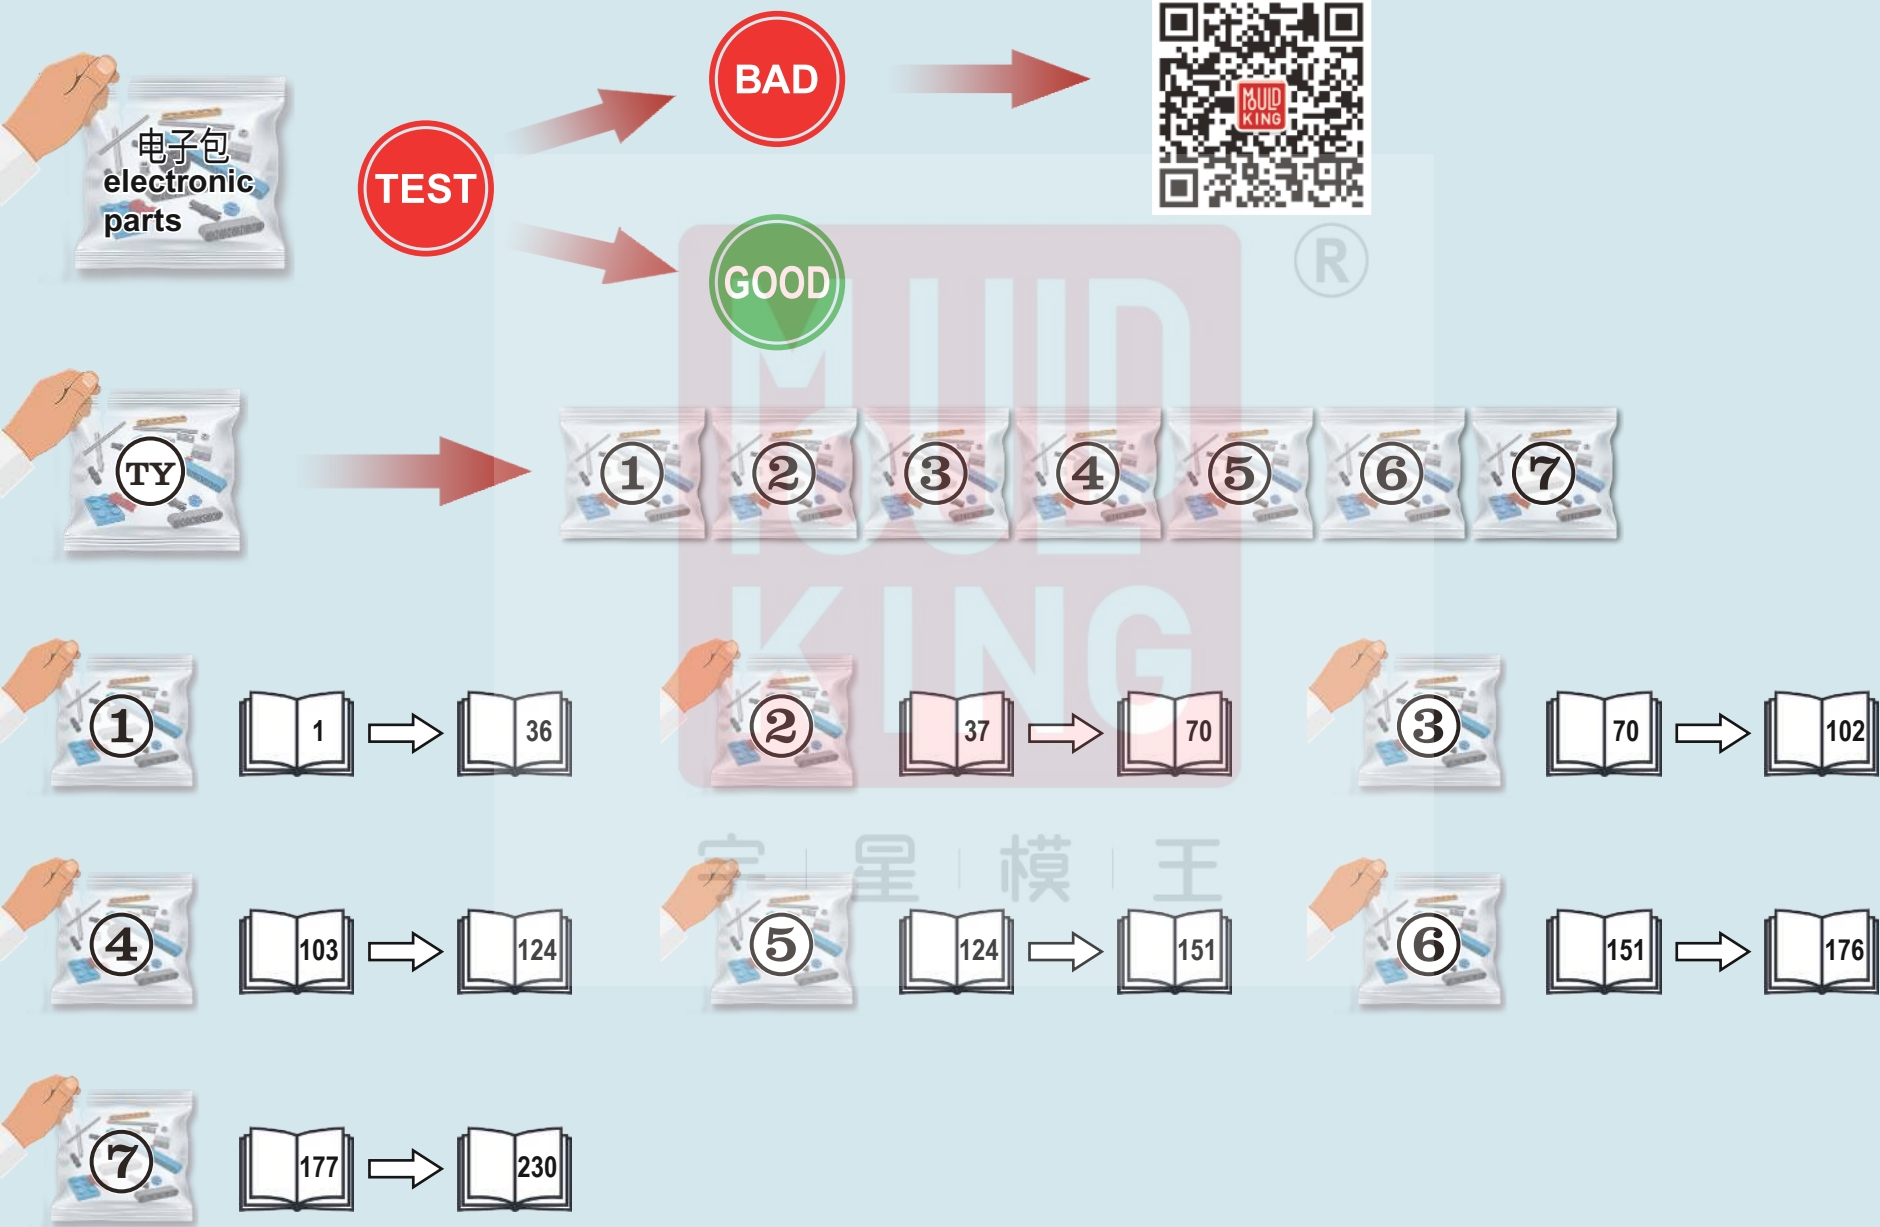 电子包
electronic
parts
TEST
BAD
GOOD
MOULD
KING
®
TY
1 2 3 4 5 6 7
MOULD
KING
1 1 36
2 37 70
3 70 102
宇星模王
4 103 124
5 124 151
6 151 176
7 177 230